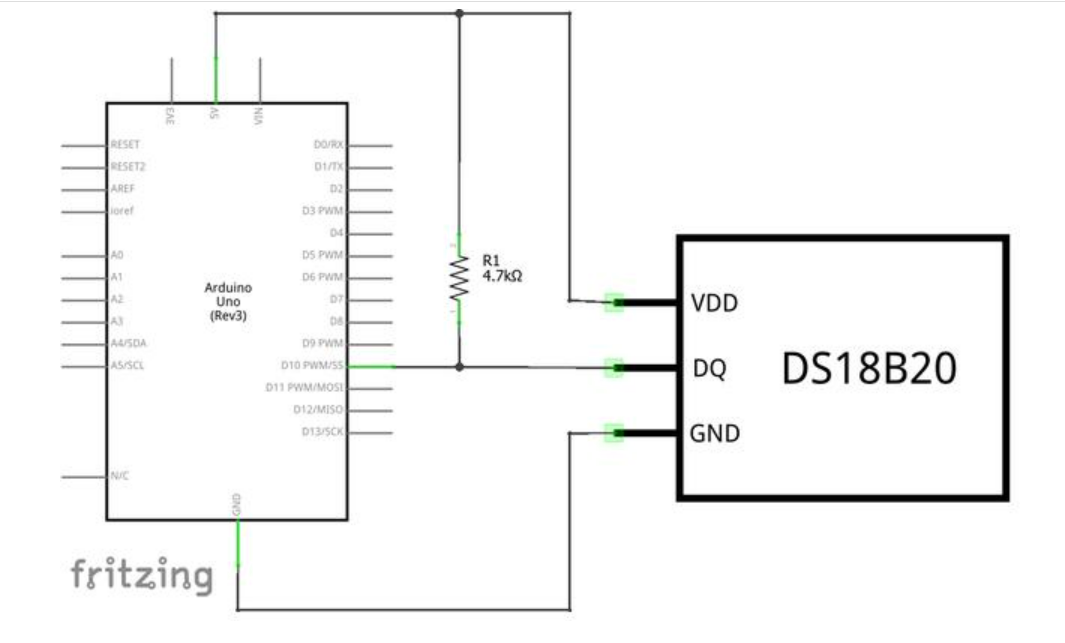 3V3
5V
VIN
RESET
RESET2
AREF
ioref
A0
A1
A2
A3
A4/SDA
A5/SCL
N/C
Arduino
Uno
(Rev3)
D0/RX
D1/TX
D2
D3 PWM
D4
D5 PWM
D6 PWM
D7
D8
D9 PWM
D10 PWM/SS
D11 PWM/MOSI
D12/MISO
D13/SCK
GND
2
R1
4.7kΩ
1
VDD
DQ
GND
DS18B20
fritzing